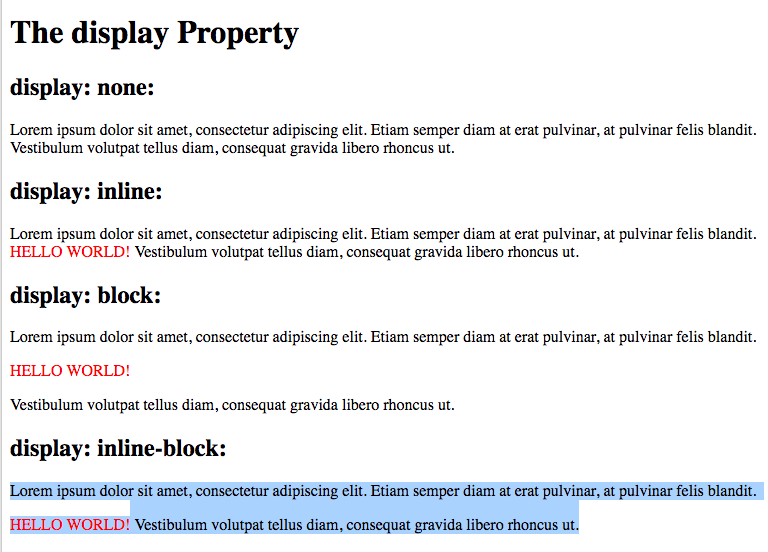 The display Property
display: none:
Lorem ipsum dolor sit amet, consectetur adipiscing elit. Etiam semper diam at erat pulvinar, at pulvinar felis blandit.
Vestibulum volutpat tellus diam, consequat gravida libero rhoncus ut.
display: inline:
Lorem ipsum dolor sit amet, consectetur adipiscing elit. Etiam semper diam at erat pulvinar, at pulvinar felis blandit.
HELLO WORLD! Vestibulum volutpat tellus diam, consequat gravida libero rhoncus ut.
display: block:
Lorem ipsum dolor sit amet, consectetur adipiscing elit. Etiam semper diam at erat pulvinar, at pulvinar felis blandit.
HELLO WORLD!
Vestibulum volutpat tellus diam, consequat gravida libero rhoncus ut.
display: inline-block:
Lorem ipsum dolor sit amet, consectetur adipiscing elit. Etiam semper diam at erat pulvinar, at pulvinar felis blandit.
HELLO WORLD! Vestibulum volutpat tellus diam, consequat gravida libero rhoncus ut.